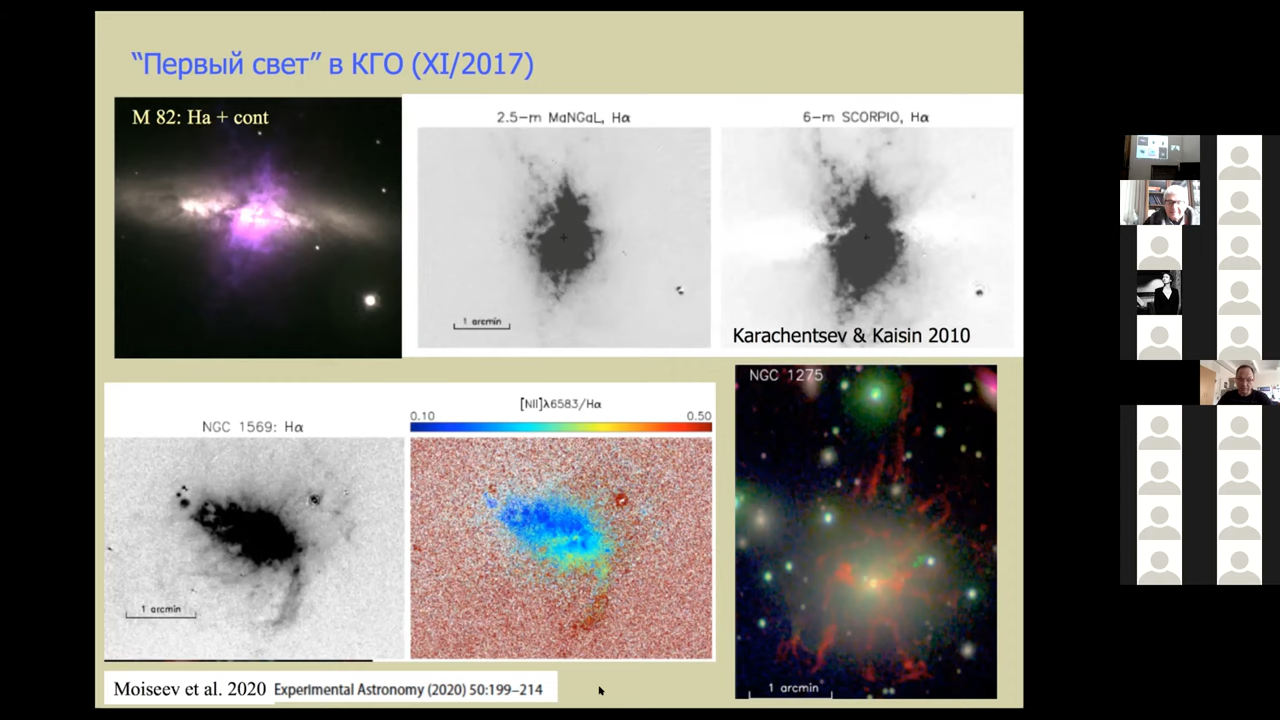 “Первый свет” в КГО (XI/2017)
M 82: Ha + cont
2.5-m MaNGaL, Hα
6-m SCORPIO, Hα
1 arcmin
Karachentsev & Kaisin 2010
NGC 1569: Hα
[NII]λ6583/Hα
0.10 0.50
1 arcmin
NGC 1275
1 arcmin
Moiseev et al. 2020 Experimental Astronomy (2020) 50:199–214